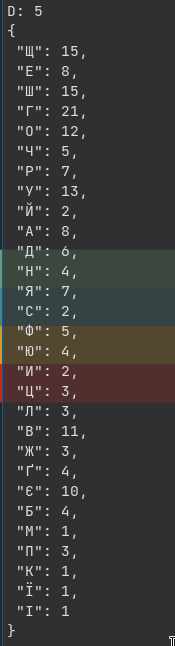 D: 5
{
"Щ": 15,
"Е": 8,
"Ш": 15,
"Г": 21,
"О": 12,
"Ч": 5,
"Р": 7,
"У": 13,
"Й": 2,
"А": 8,
"Д": 6,
"Н": 4,
"Я": 7,
"С": 2,
"Ф": 5,
"Ю": 4,
"И": 2,
"Ц": 3,
"Л": 3,
"В": 11,
"Ж": 3,
"Ґ": 4,
"Є": 10,
"Б": 4,
"М": 1,
"П": 3,
"К": 1,
"Ї": 1,
"І": 1
}